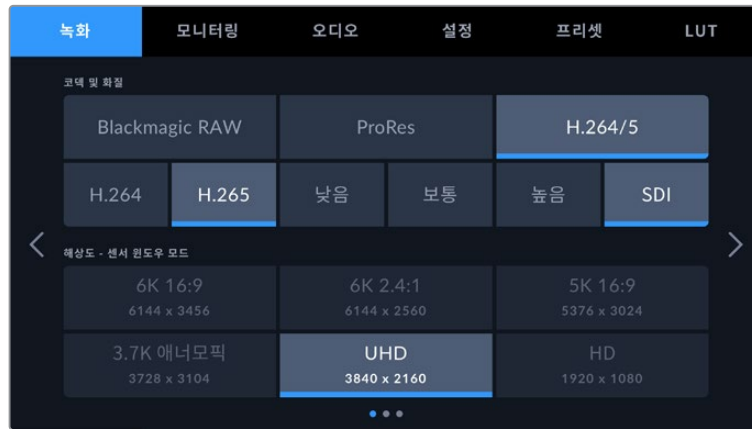 녹화 모니터링 오디오 설정 프리셋 LUT
코덱 및 화질
Blackmagic RAW ProRes H.264/5
H.264 H.265 낮음 보통 높음 SDI
해상도 - 센서 윈도우 모드
6K 16:9 6K 2.4:1 5K 16:9
6144 x 3456 6144 x 2560 5376 x 3024
3.7K 애너모픽 UHD HD
3728 x 3104 3840 x 2160 1920 x 1080